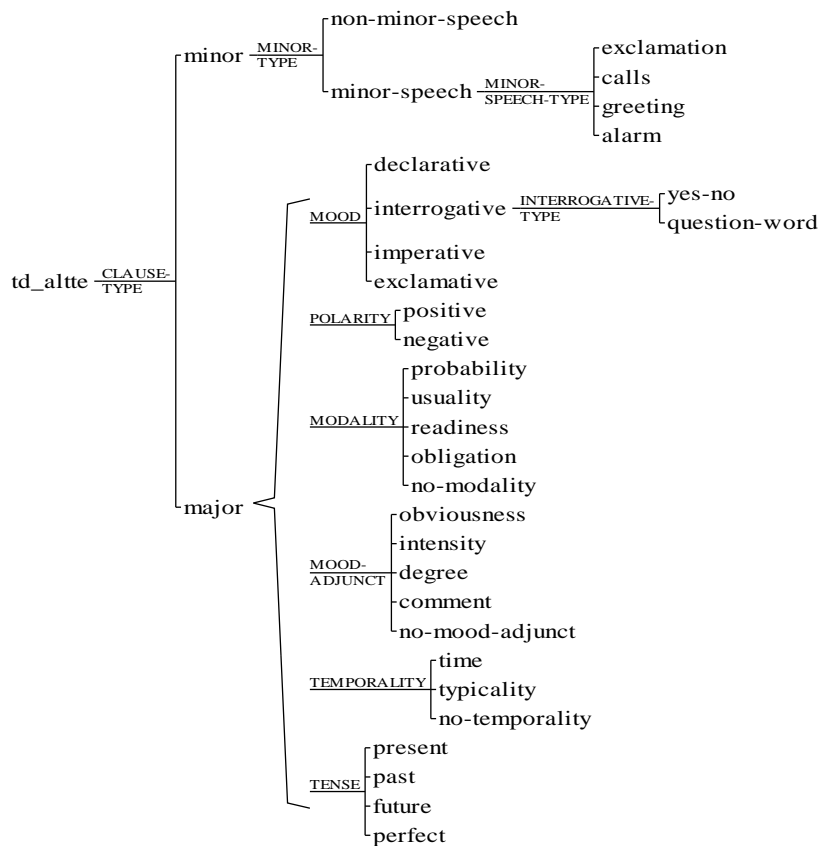 non-minor-speech
minor
MINOR-
TYPE
minor-speech
MINOR-
SPEECH-TYPE
exclamation
calls
greeting
alarm
td_altte
CLAUSE-
TYPE
major
MOOD
declarative
interrogative
INTERROGATIVE-
TYPE
yes-no
question-word
imperative
exclamative
POLARITY
positive
negative
MODALITY
probability
usuality
readiness
obligation
no-modality
MOOD-
ADJUNCT
obviousness
intensity
degree
comment
no-mood-adjunct
TEMPORALITY
time
typicality
no-temporality
TENSE
present
past
future
perfect